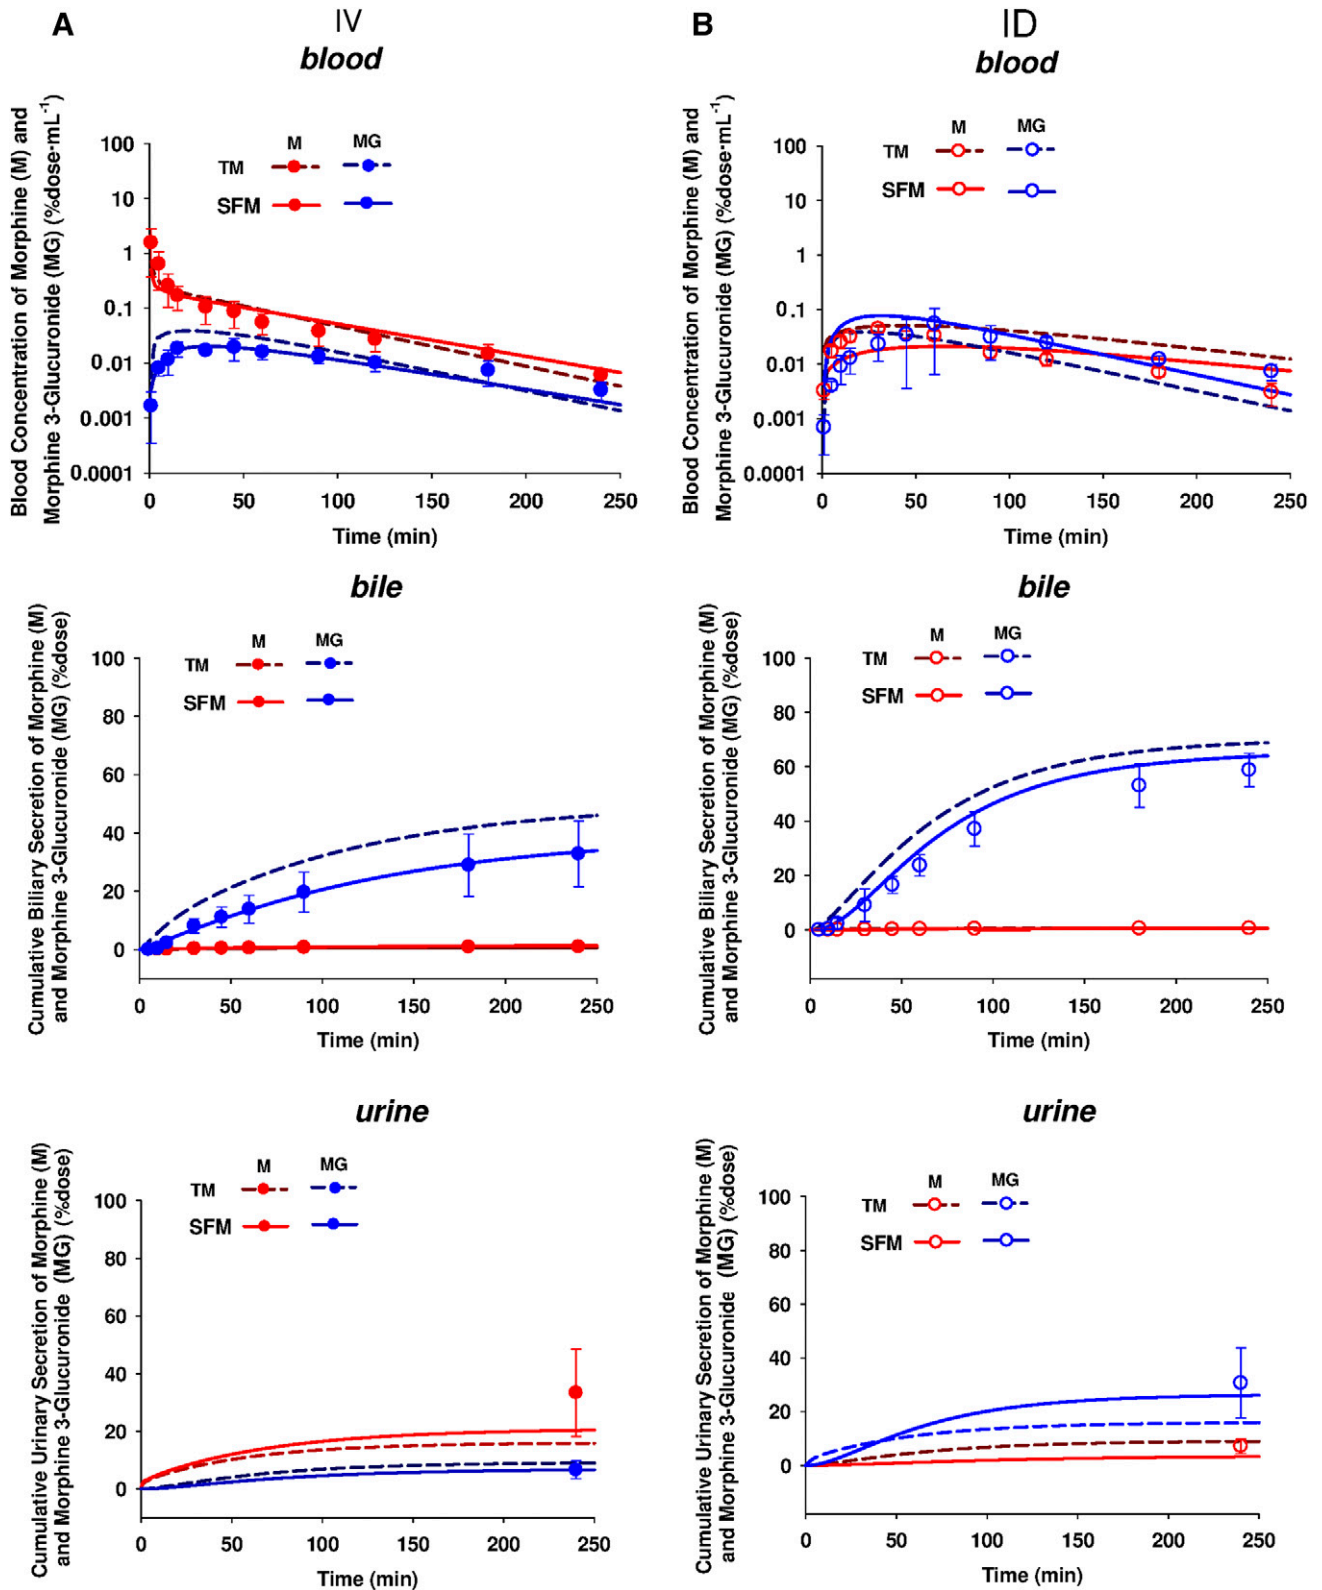 A
IV
blood
Blood Concentration of Morphine (M) and
Morphine 3-Glucuronide (MG) (%dose·mL-1)
M MG
TM
SFM
100
10
1
0.1
0.01
0.001
0.0001
0 50 100 150 200 250
Time (min)
B
ID
blood
Blood Concentration of Morphine (M) and
Morphine 3-Glucuronide (MG) (%dose·mL-1)
M MG
TM
SFM
100
10
1
0.1
0.01
0.001
0.0001
0 50 100 150 200 250
Time (min)
bile
Cumulative Biliary Secretion of Morphine (M)
and Morphine 3-Glucuronide (MG) (%dose)
M MG
TM
SFM
100
80
60
40
20
0
0 50 100 150 200 250
Time (min)
bile
Cumulative Biliary Secretion of Morphine (M)
and Morphine 3-Glucuronide (MG) (%dose)
M MG
TM
SFM
100
80
60
40
20
0
0 50 100 150 200 250
Time (min)
urine
Cumulative Urinary Secretion of Morphine (M)
and Morphine 3-Glucuronide (MG) (%dose)
M MG
TM
SFM
100
80
60
40
20
0
0 50 100 150 200 250
Time (min)
urine
Cumulative Urinary Secretion of Morphine (M)
and Morphine 3-Glucuronide (MG) (%dose)
M MG
TM
SFM
100
80
60
40
20
0
0 50 100 150 200 250
Time (min)